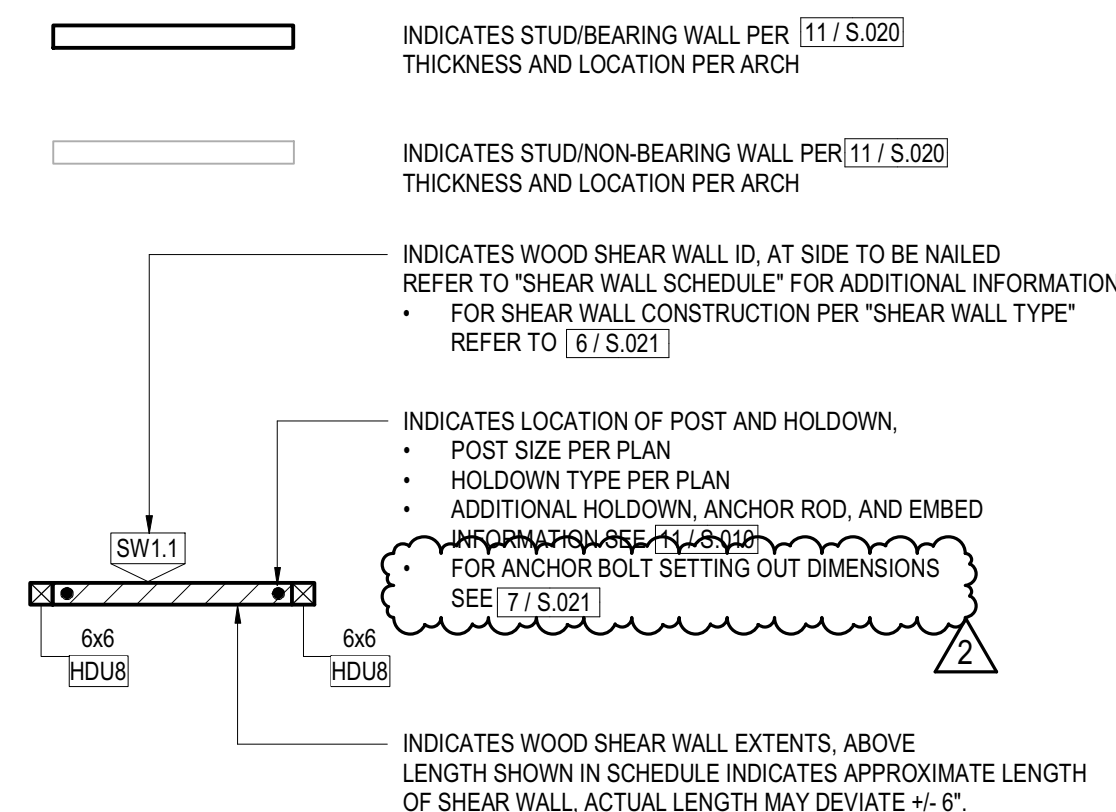 INDICATES STUD/BEARING WALL PER 11 / S.020
THICKNESS AND LOCATION PER ARCH
INDICATES STUD/NON-BEARING WALL PER 11 / S.020
THICKNESS AND LOCATION PER ARCH
INDICATES WOOD SHEAR WALL ID, AT SIDE TO BE NAILED
REFER TO "SHEAR WALL SCHEDULE" FOR ADDITIONAL INFORMATION
• FOR SHEAR WALL CONSTRUCTION PER "SHEAR WALL TYPE"
REFER TO 6 / S.021
INDICATES LOCATION OF POST AND HOLDOWN,
• POST SIZE PER PLAN
• HOLDOWN TYPE PER PLAN
• ADDITIONAL HOLDOWN, ANCHOR ROD, AND EMBED
INFORMATION SEE 11 / S.010
• FOR ANCHOR BOLT SETTING OUT DIMENSIONS
SEE 7 / S.021
2
SW1.1
6x6
HDU8
6x6
HDU8
INDICATES WOOD SHEAR WALL EXTENTS, ABOVE
LENGTH SHOWN IN SCHEDULE INDICATES APPROXIMATE LENGTH
OF SHEAR WALL, ACTUAL LENGTH MAY DEVIATE +/- 6".